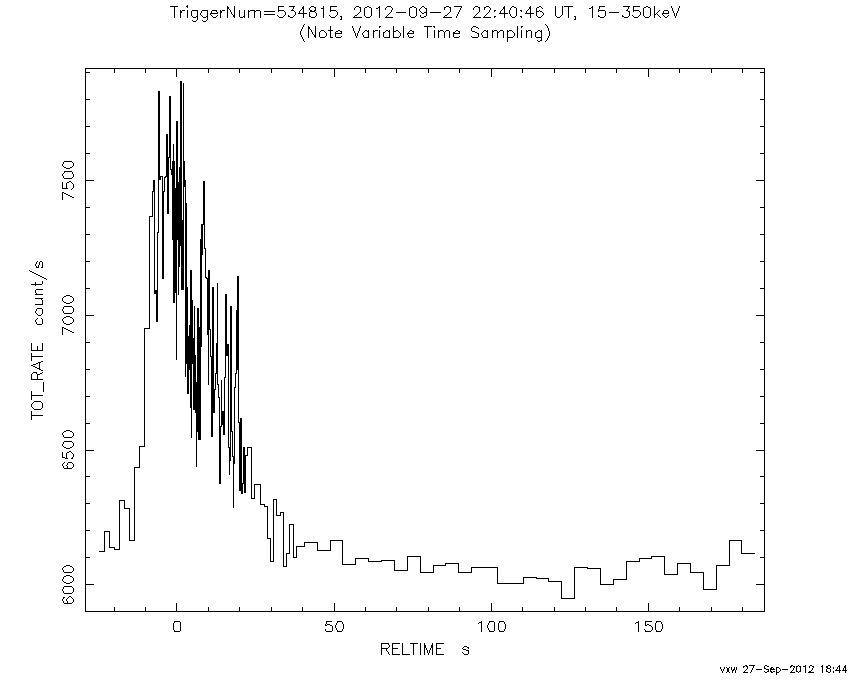 TriggerNum=534815, 2012-09-27 22:40:46 UT, 15-350keV
(Note Variable Time Sampling)
TOT_RATE count/s
7500
7000
6500
6000
0 50 100 150
RELTIME s
vxw 27-Sep-2012 18:44